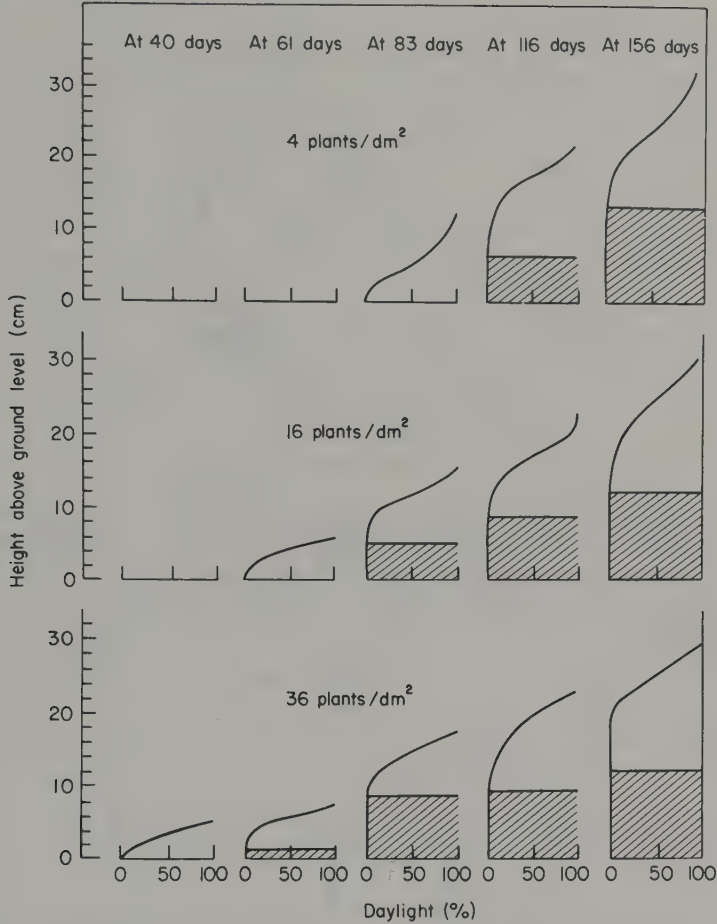 At 40 days At 61 days At 83 days At 116 days At 156 days
30
4 plants/dm²
20
10
0
30
16 plants/dm²
20
10
0
30
36 plants/dm²
20
10
0
0 50 100 0 50 100 0 50 100 0 50 100 0 50 100
Height above ground level (cm)
Daylight (%)